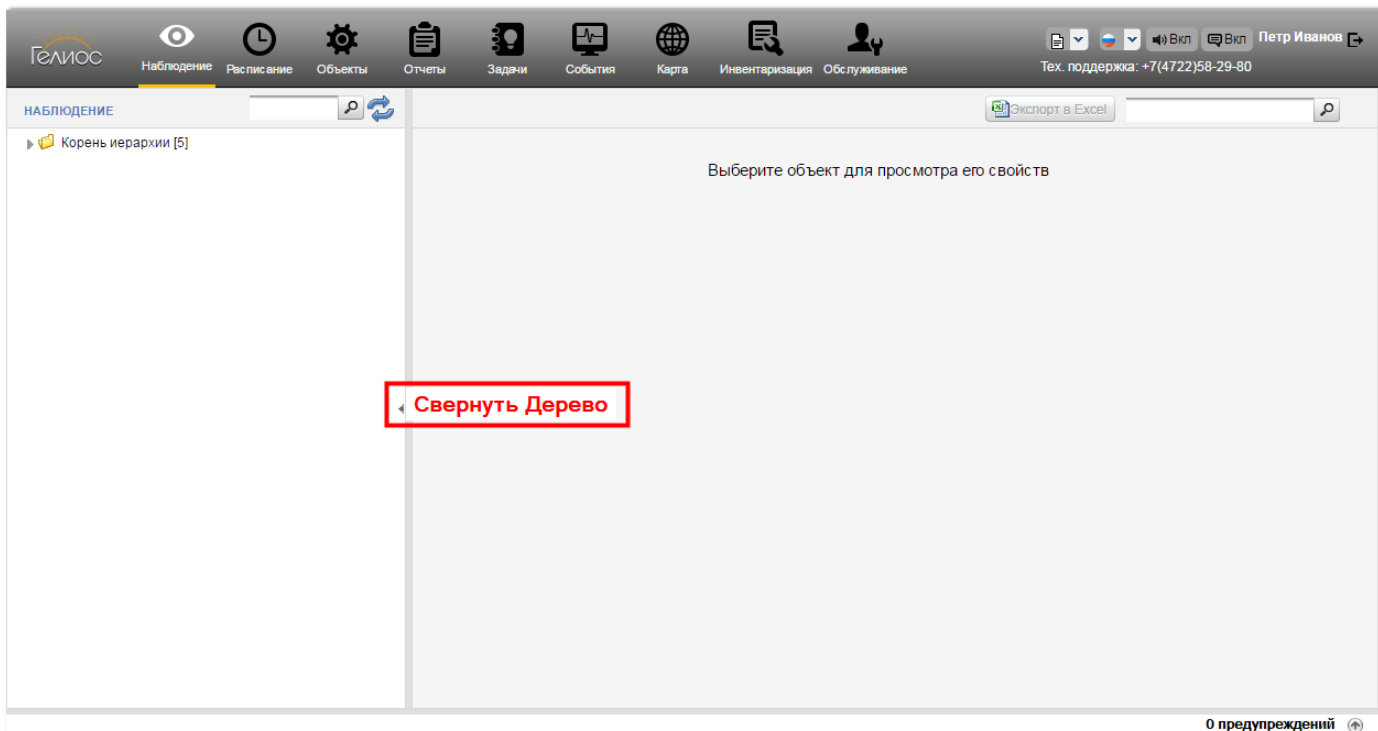 Гелиос
Наблюдение Расписание Объекты Отчеты Задачи События Карта Инвентаризация Обслуживание
Вкл Вкл Петр Иванов
Тех. поддержка: +7(4722)58-29-80
НАБЛЮДЕНИЕ
Экспорт в Excel
Корень иерархии [5]
Выберите объект для просмотра его свойств
Свернуть Дерево
0 предупреждений